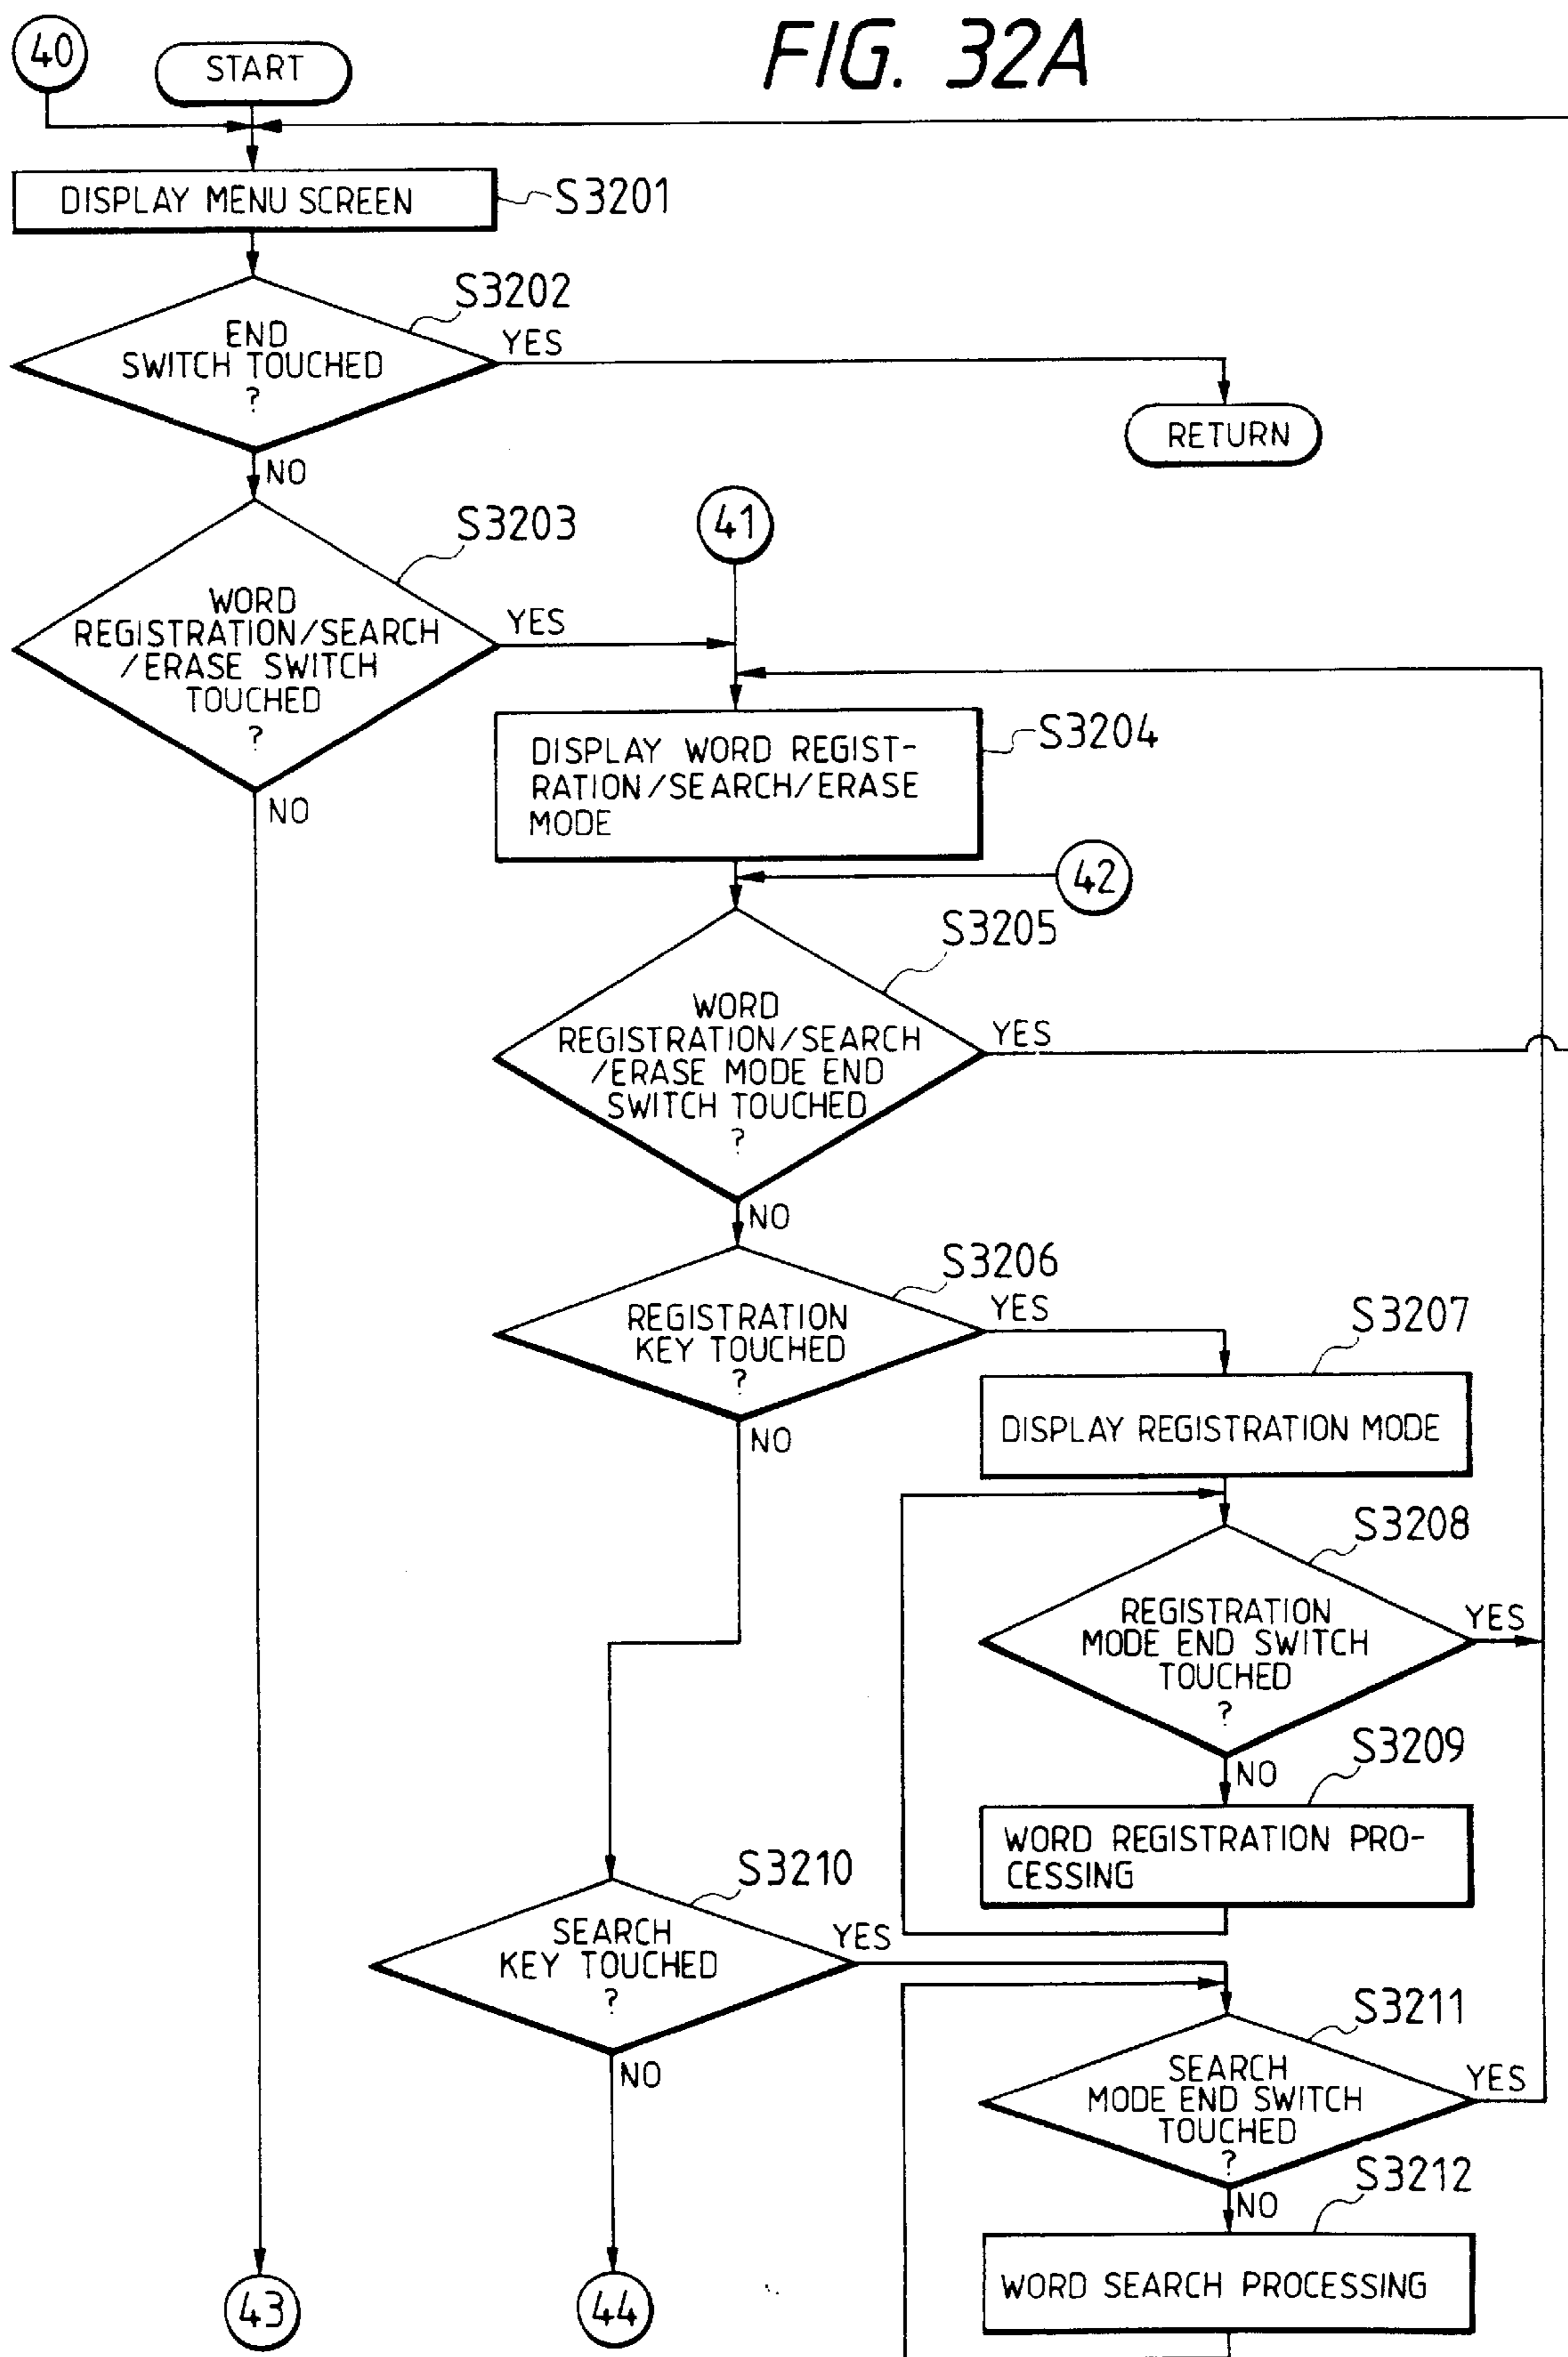 FIG. 32A
40
START
DISPLAY MENU SCREEN
S3201
S3202
END
SWITCH TOUCHED
?
YES
NO
RETURN
S3203
WORD
REGISTRATION/SEARCH
/ERASE SWITCH
TOUCHED
?
YES
NO
41
S3204
DISPLAY WORD REGIST-
RATION/SEARCH/ERASE
MODE
42
S3205
WORD
REGISTRATION/SEARCH
/ERASE MODE END
SWITCH TOUCHED
?
YES
NO
S3206
REGISTRATION
KEY TOUCHED
?
YES
NO
S3207
DISPLAY REGISTRATION MODE
S3208
REGISTRATION
MODE END SWITCH
TOUCHED
?
YES
NO
S3209
WORD REGISTRATION PRO-
CESSING
S3210
SEARCH
KEY TOUCHED
?
YES
NO
S3211
SEARCH
MODE END SWITCH
TOUCHED
?
YES
NO
S3212
WORD SEARCH PROCESSING
43
44